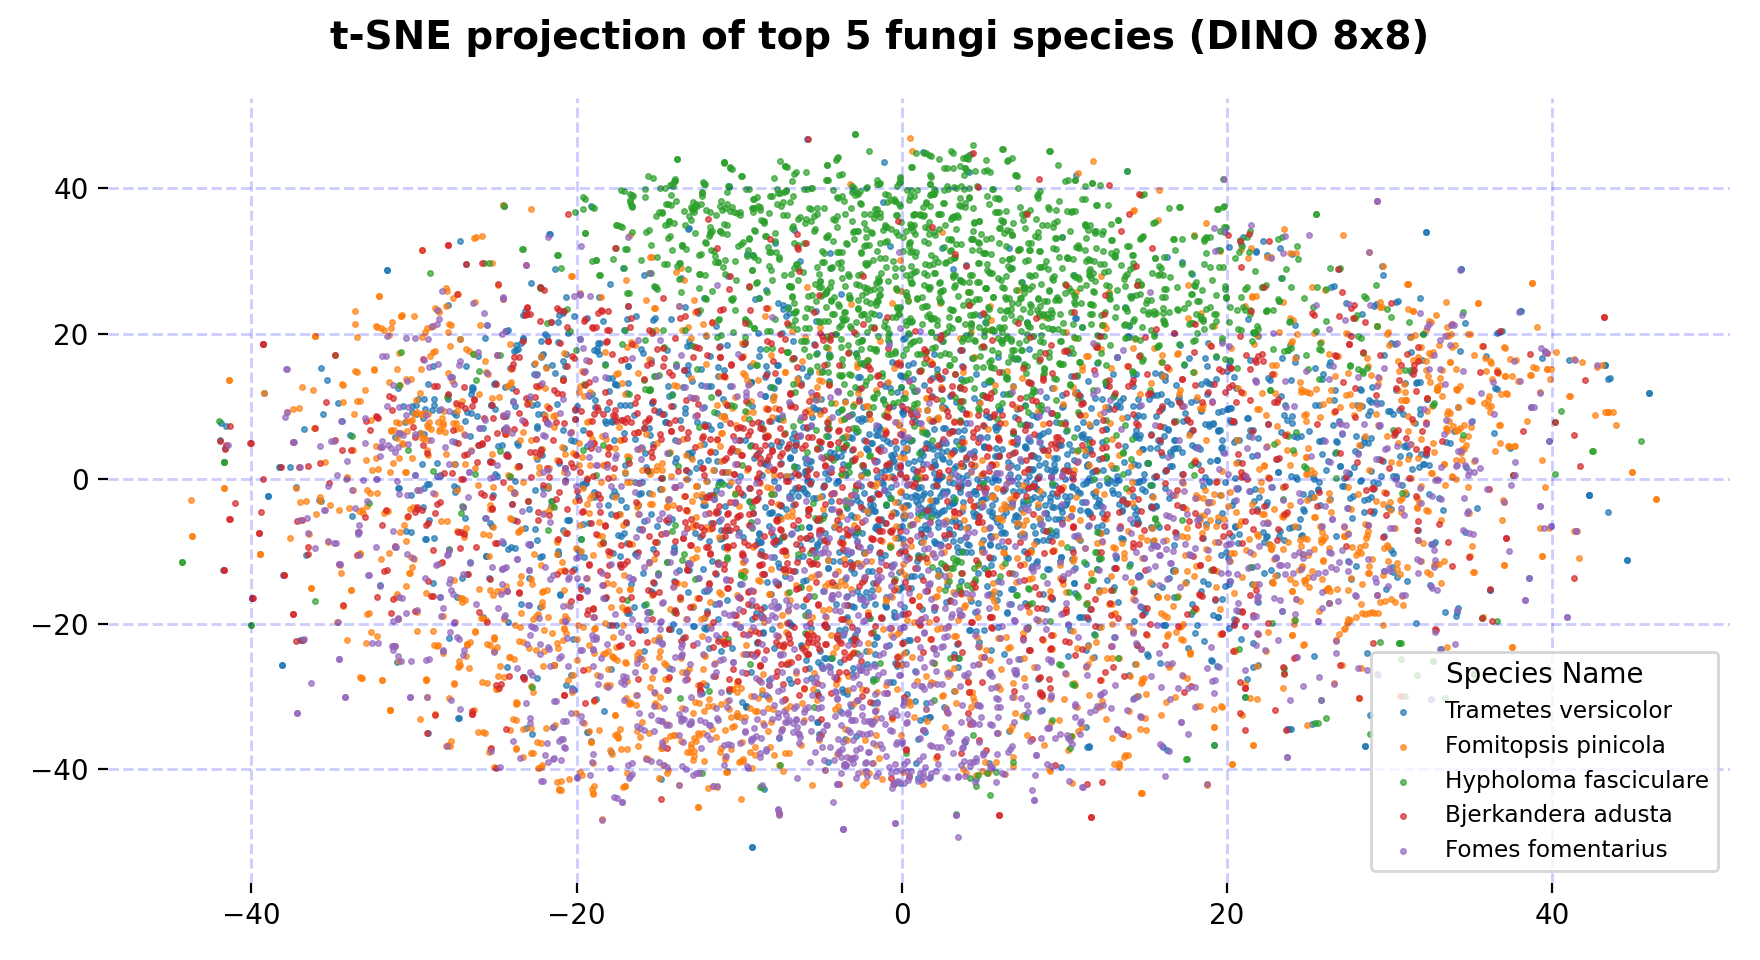 t-SNE projection of top 5 fungi species (DINO 8x8)
40
20
0
−20
−40
−40
−20
0
20
40
Species Name
Trametes versicolor
Fomitopsis pinicola
Hypholoma fasciculare
Bjerkandera adusta
Fomes fomentarius